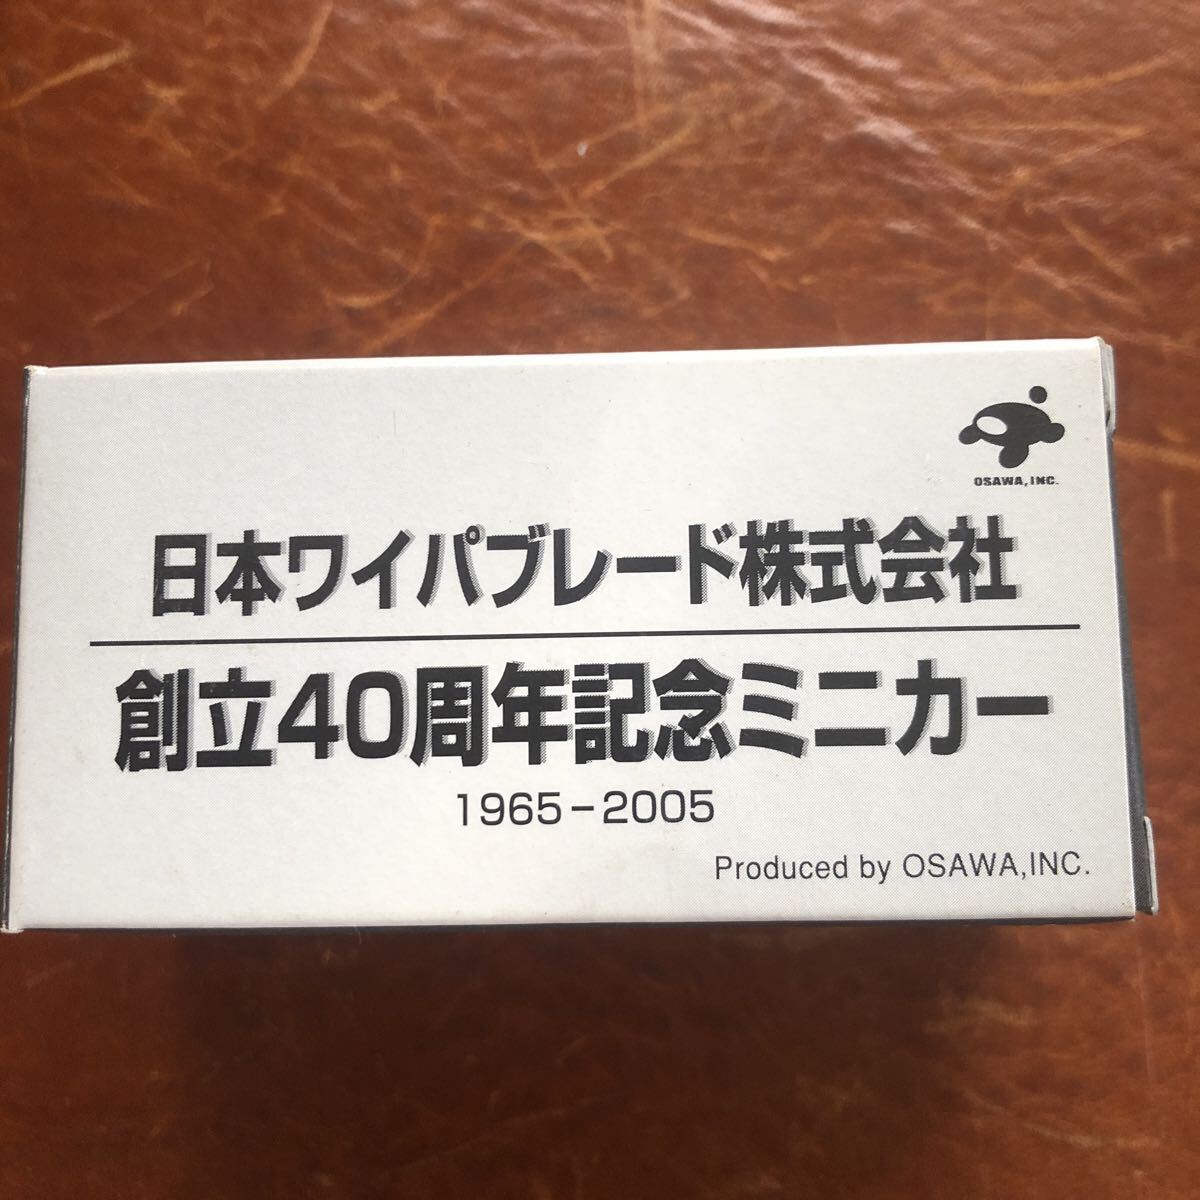 OSAWA, INC.
日本ワイパブレード株式会社
創立40周年記念ミニカー
1965-2005
Produced by OSAWA,INC.